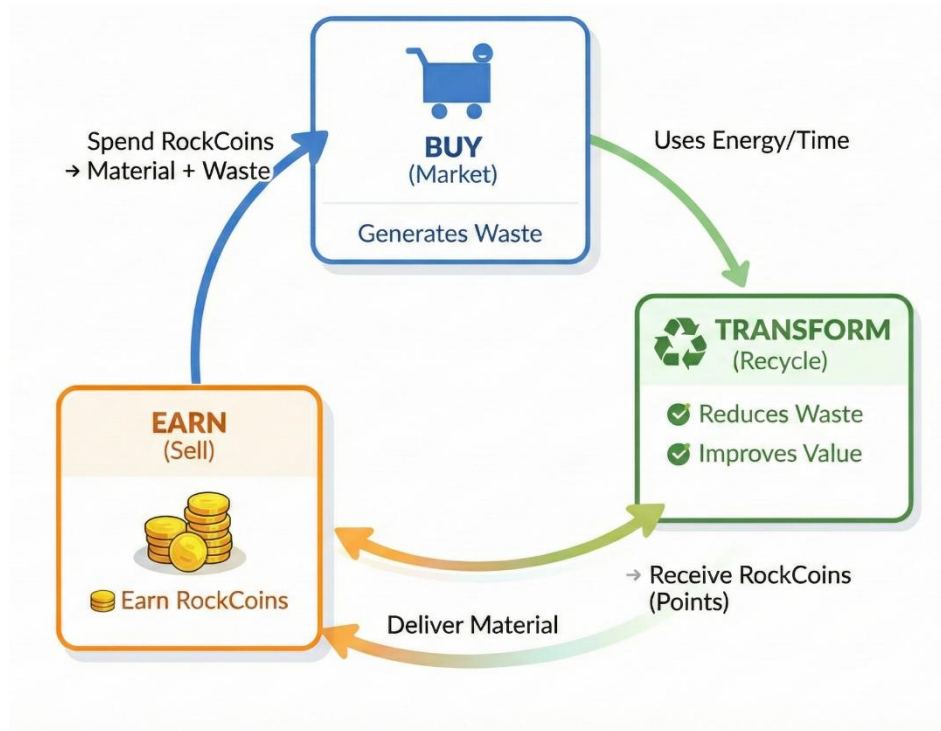 Spend RockCoins
→ Material + Waste
BUY
(Market)
Generates Waste
Uses Energy/Time
TRANSFORM
(Recycle)
Reduces Waste
Improves Value
EARN
(Sell)
Earn RockCoins
→ Receive RockCoins
(Points)
Deliver Material